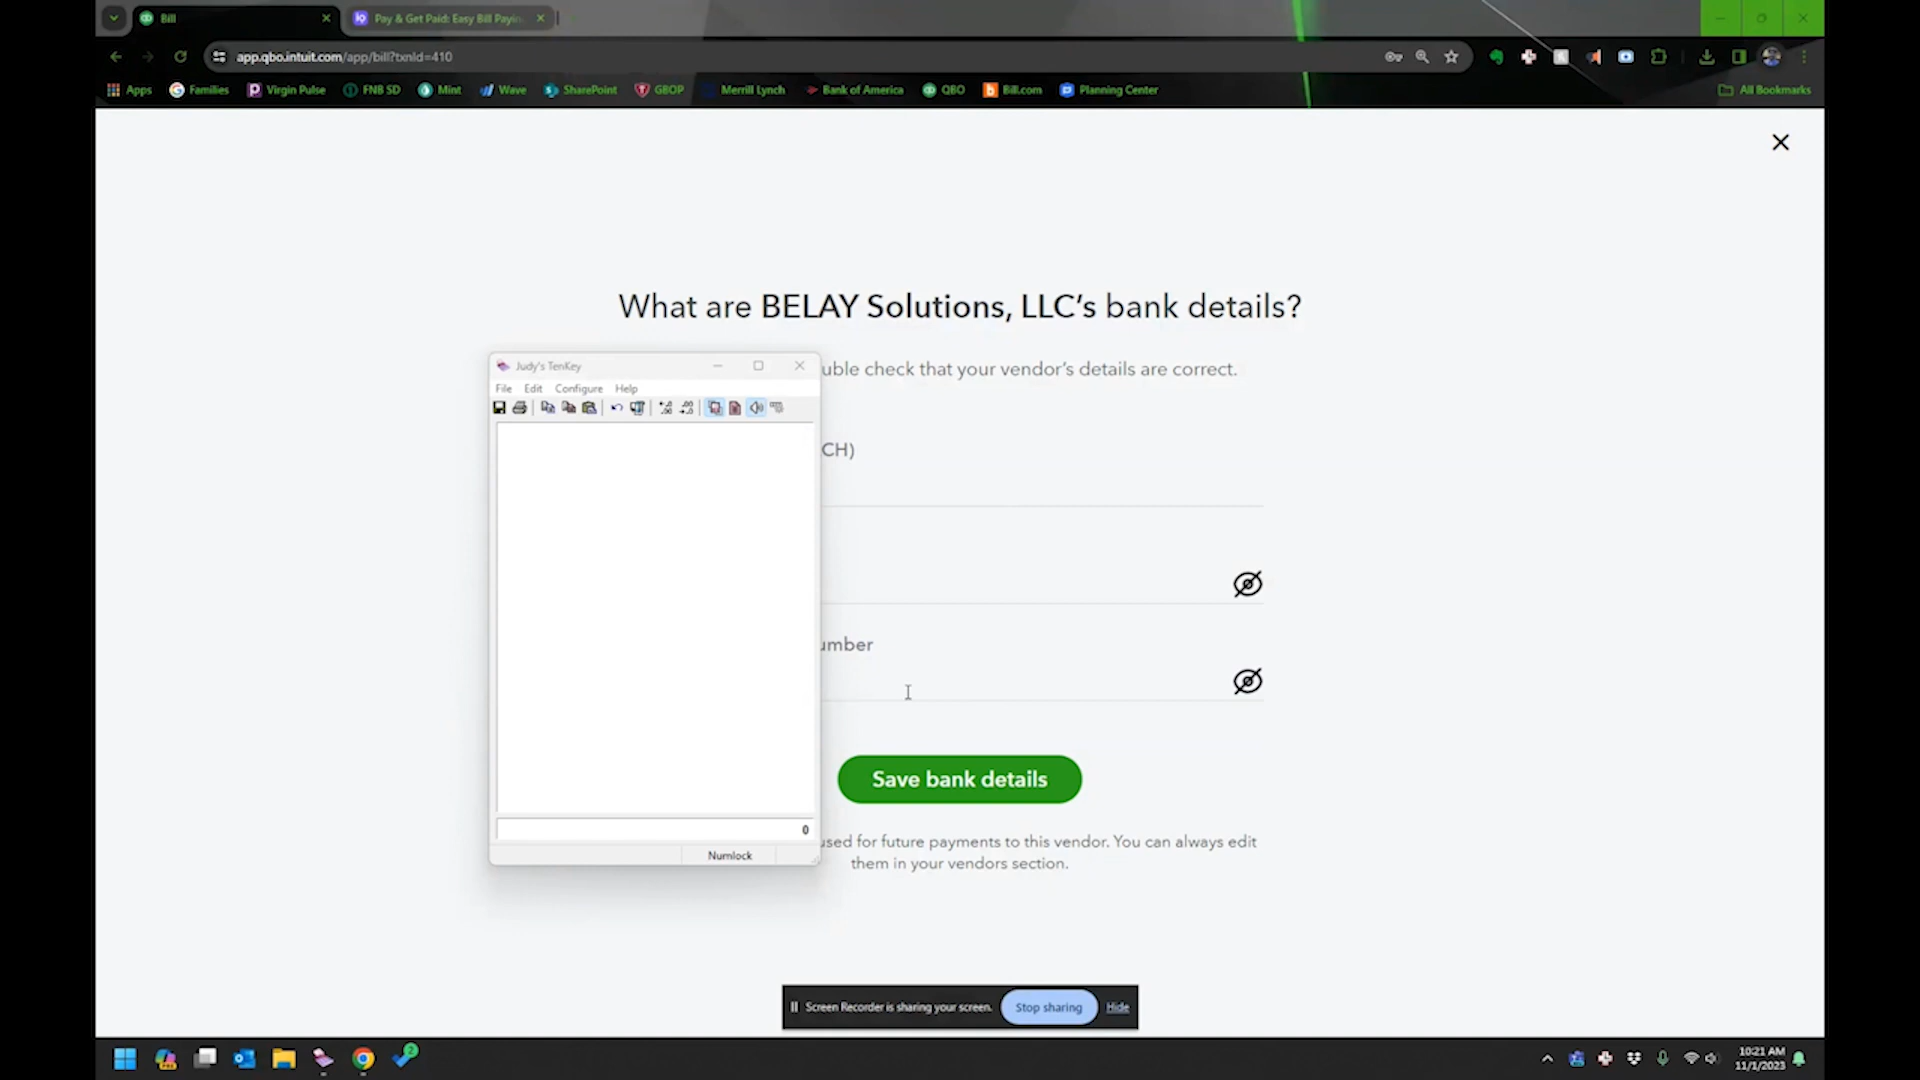 Bill
Pay & Get Paid: Easy Bill Payin
app.qbo.intuit.com/app/bill?txnId=410
Apps Families Virgin Pulse FNB SD Mint Wave SharePoint GBOP Merrill Lynch Bank of America QBO Bill.com Planning Center All Bookmarks
What are BELAY Solutions, LLC's bank details?
Judy's TenKey
uble check that your vendor's details are correct.
File Edit Configure Help
CH)
umber
Save bank details
0
used for future payments to this vendor. You can always edit
Numlock
them in your vendors section.
Screen Recorder is sharing your screen. Stop sharing Hide
2
10:21 AM
11/1/2023